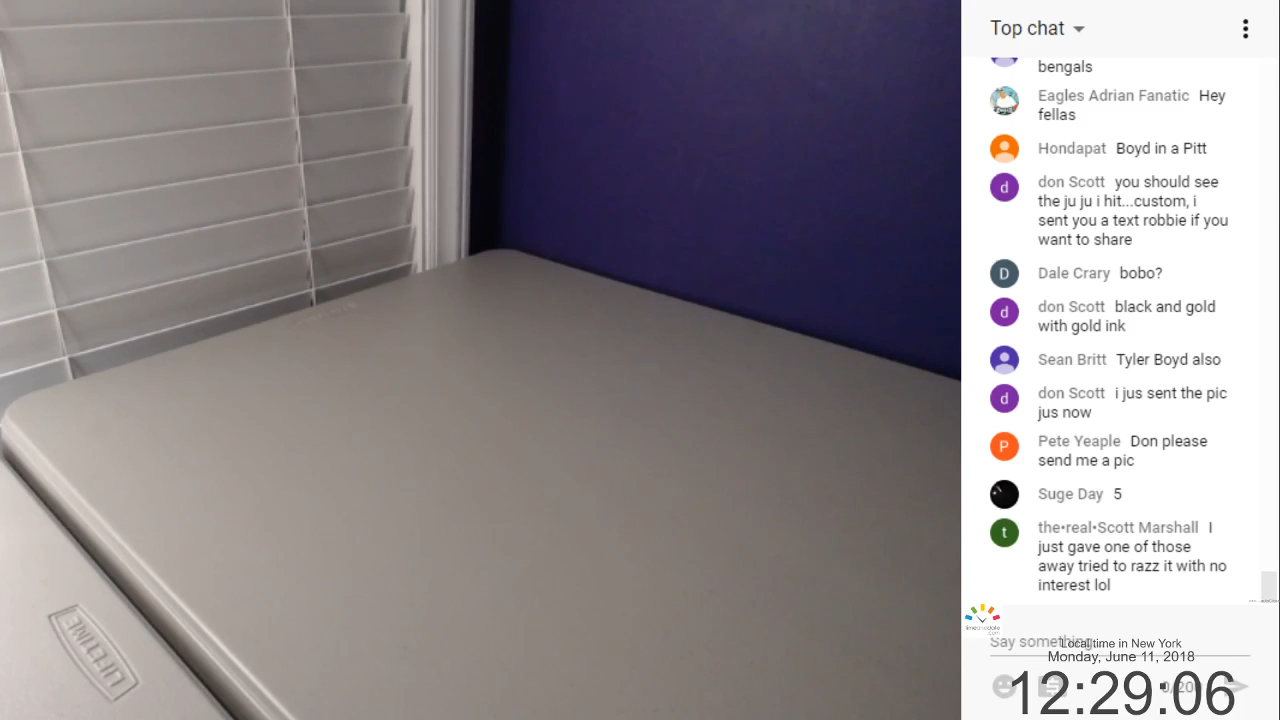 Top chat
bengals
Eagles Adrian Fanatic Hey
fellas
Hondapat Boyd in a Pitt
don Scott you should see
the ju ju i hit...custom, i
sent you a text robbie if you
want to share
Dale Crary bobo?
don Scott black and gold
with gold ink
Sean Britt Tyler Boyd also
don Scott i jus sent the pic
jus now
Pete Yeaple Don please
send me a pic
Suge Day 5
the•real•Scott Marshall I
just gave one of those
away tried to razz it with no
interest lol
Say something...
Local time in New York
Monday, June 11, 2018
12:29:06
0/200
LIFETIME